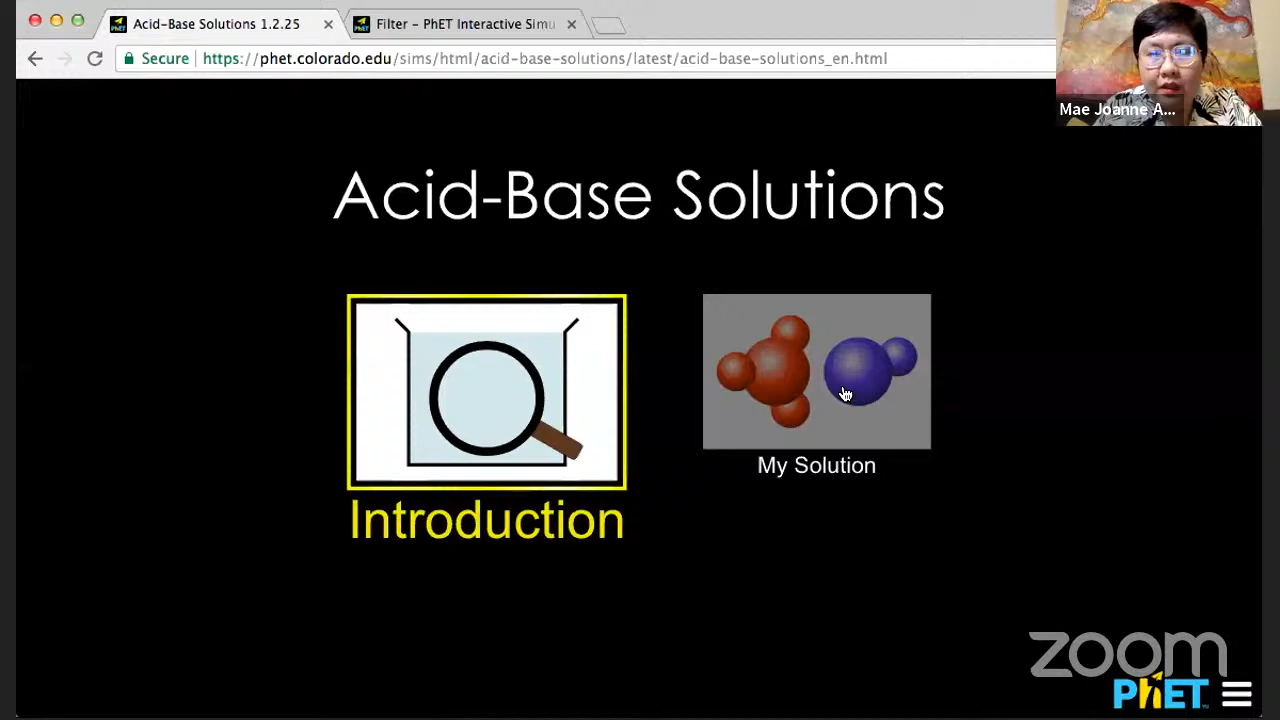 Acid-Base Solutions 1.2.25
Filter – PhET Interactive Simu
Secure
https://phet.colorado.edu/sims/html/acid-base-solutions/latest/acid-base-solutions_en.html
Mae Joanne A...
Acid-Base Solutions
My Solution
Introduction
zoom
PhET